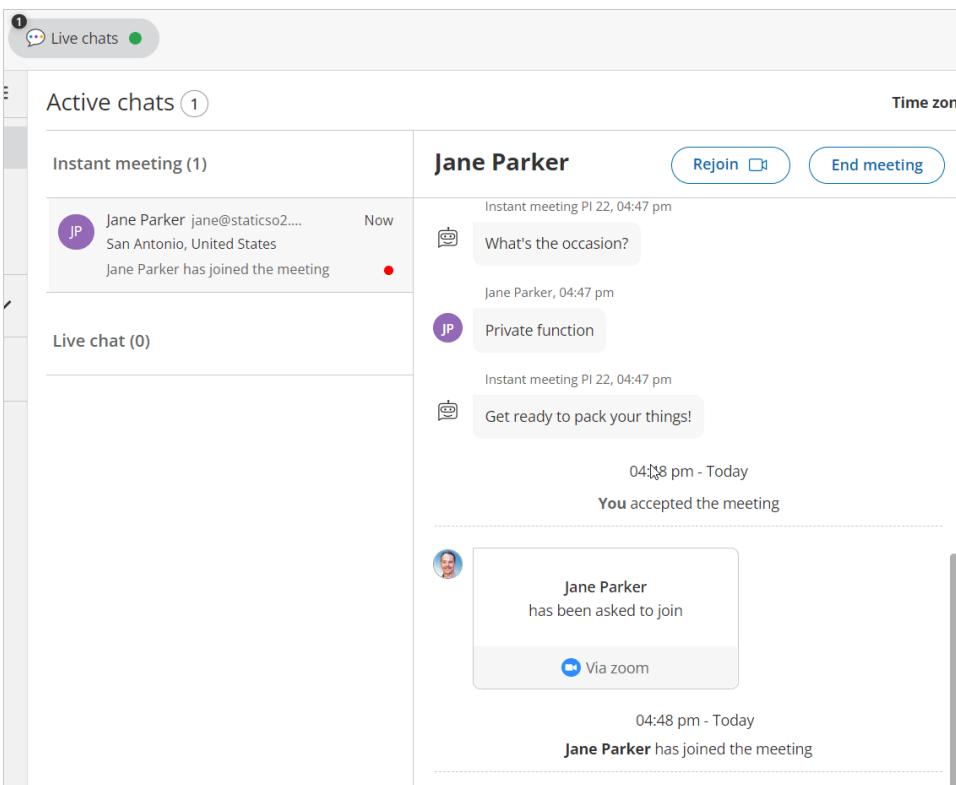 1
Live chats
Active chats 1
Time zon
Instant meeting (1)
Jane Parker jane@staticso2.... Now
JP
San Antonio, United States
Jane Parker has joined the meeting
Live chat (0)
Jane Parker
Rejoin
End meeting
Instant meeting PI 22, 04:47 pm
What's the occasion?
Jane Parker, 04:47 pm
JP
Private function
Instant meeting PI 22, 04:47 pm
Get ready to pack your things!
04:48 pm - Today
You accepted the meeting
Jane Parker
has been asked to join
Via zoom
04:48 pm - Today
Jane Parker has joined the meeting